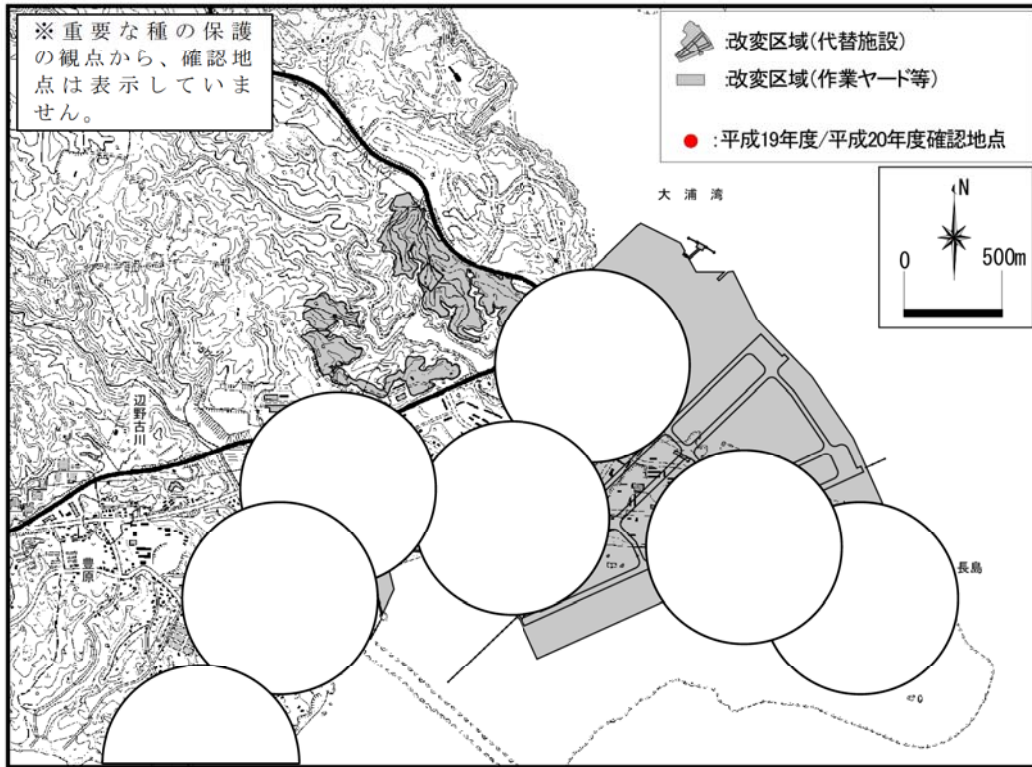 ※重要な種の保護
の観点から、確認地
点は表示していま
せん。
:改変区域(代替施設)
:改変区域(作業ヤード等)
:平成19年度/平成20年度確認地点
大浦湾
N
0 500m
辺野古川
豊原
長島